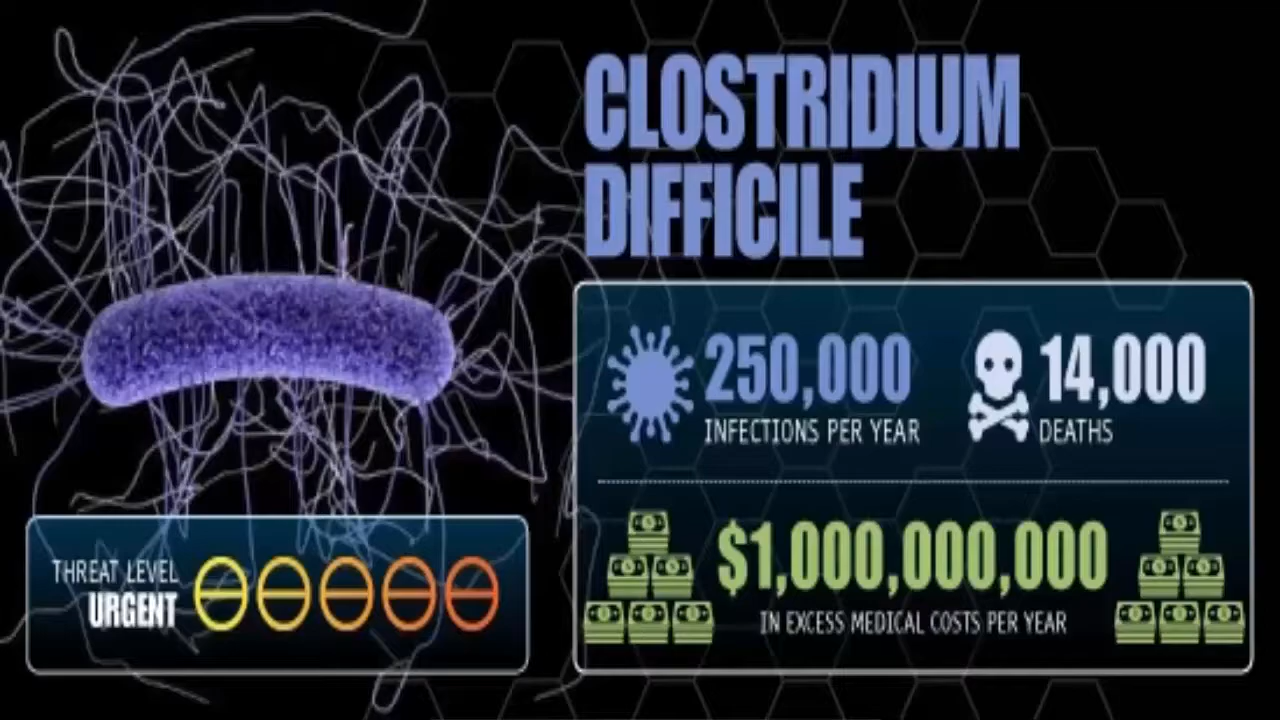 CLOSTRIDIUM
DIFFICILE
250,000
INFECTIONS PER YEAR
14,000
DEATHS
$1,000,000,000
IN EXCESS MEDICAL COSTS PER YEAR
THREAT LEVEL
URGENT